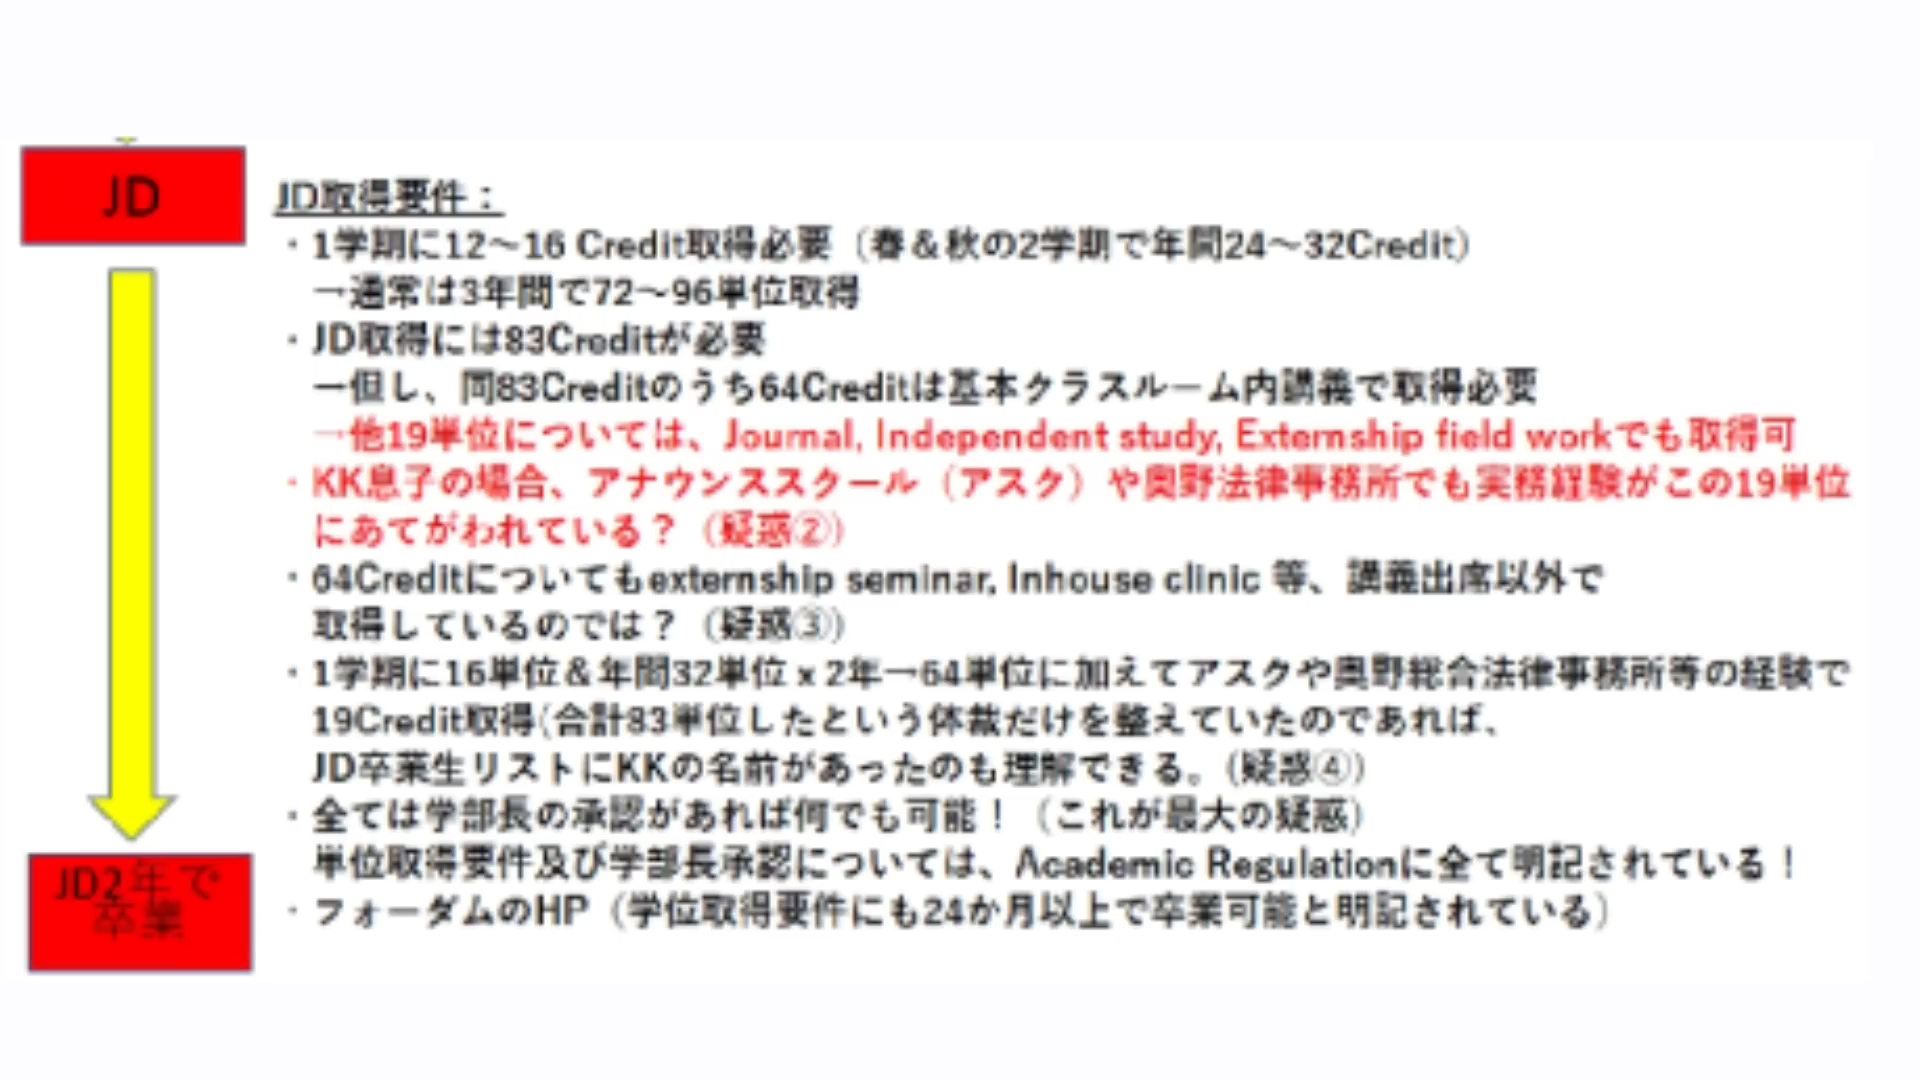 JD
JD取得要件：
・1学期に12～16 Credit取得必要（春＆秋の2学期で年間24～32Credit）
→通常は3年間で72～96単位取得
・JD取得には83Creditが必要
→但し、同83Creditのうち64Creditは基本クラスルーム内講義で取得必要
→他19単位については、Journal, Independent study, Externship field workでも取得可
・KK息子の場合、アナウンススクール（アスク）や奥野法律事務所でも実務経験がこの19単位
にあてがわれている？（疑惑②）
・64Creditについてもexternship seminar, Inhouse clinic 等、講義出席以外で
取得しているのでは？（疑惑③）
・1学期に16単位＆年間32単位 x 2年→64単位に加えてアスクや奥野総合法律事務所等の経験で
19Credit取得(合計83単位したという体裁だけを整えていたのであれば、
JD卒業生リストにKKの名前があったのも理解できる。(疑惑④)
・全ては学部長の承認があれば何でも可能！（これが最大の疑惑）
単位取得要件及び学部長承認については、Academic Regulationに全て明記されている！
・フォーダムのHP（学位取得要件にも24か月以上で卒業可能と明記されている）
JD2年で
卒業